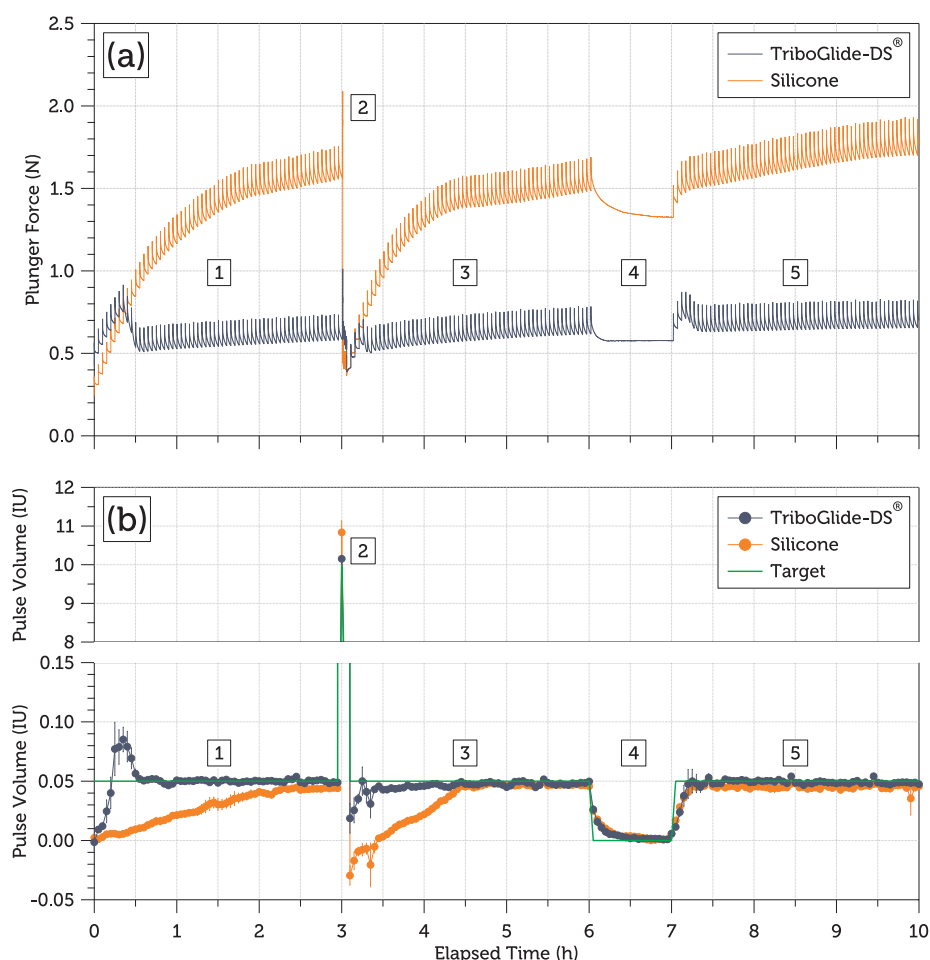 (a)
TriboGlide-DS®
Silicone
Plunger Force (N)
2.5
2.0
1.5
1.0
0.5
0.0
1
2
3
4
5
(b)
TriboGlide-DS®
Silicone
Target
Pulse Volume (IU)
12
11
10
9
8
2
Pulse Volume (IU)
0.15
0.10
0.05
0.00
-0.05
1
3
4
5
0 1 2 3 4 5 6 7 8 9 10
Elapsed Time (h)